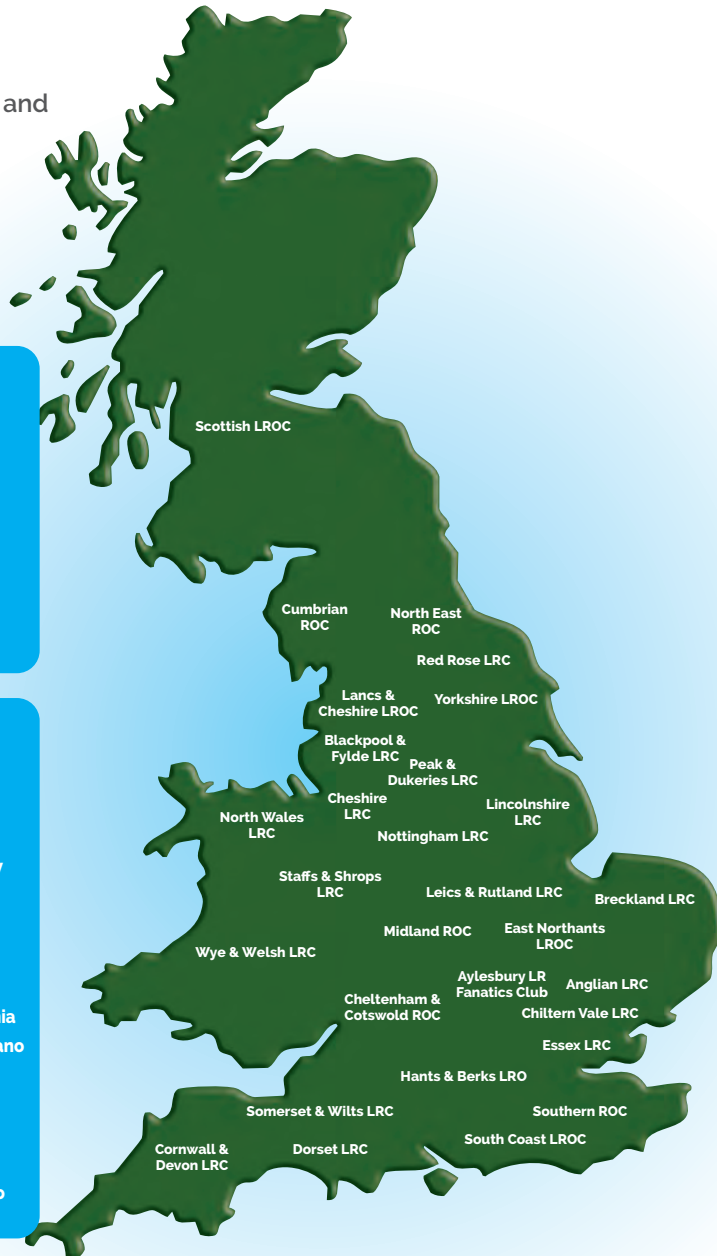 and
Scottish LROC
Cumbrian
ROC
North East
ROC
Red Rose LRC
Lancs &
Cheshire LROC
Yorkshire LROC
Blackpool &
Fylde LRC
Peak &
Dukeries LRC
Cheshire
LRC
Lincolnshire
LRC
North Wales
LRC
Nottingham LRC
Staffs & Shrops
LRC
Leics & Rutland LRC
Breckland LRC
Midland ROC
East Northants
LROC
Wye & Welsh LRC
Aylesbury LR
Fanatics Club
Anglian LRC
Cheltenham &
Cotswold ROC
Chiltern Vale LRC
Essex LRC
Hants & Berks LRO
Somerset & Wilts LRC
Southern ROC
South Coast LROC
Cornwall &
Devon LRC
Dorset LRC